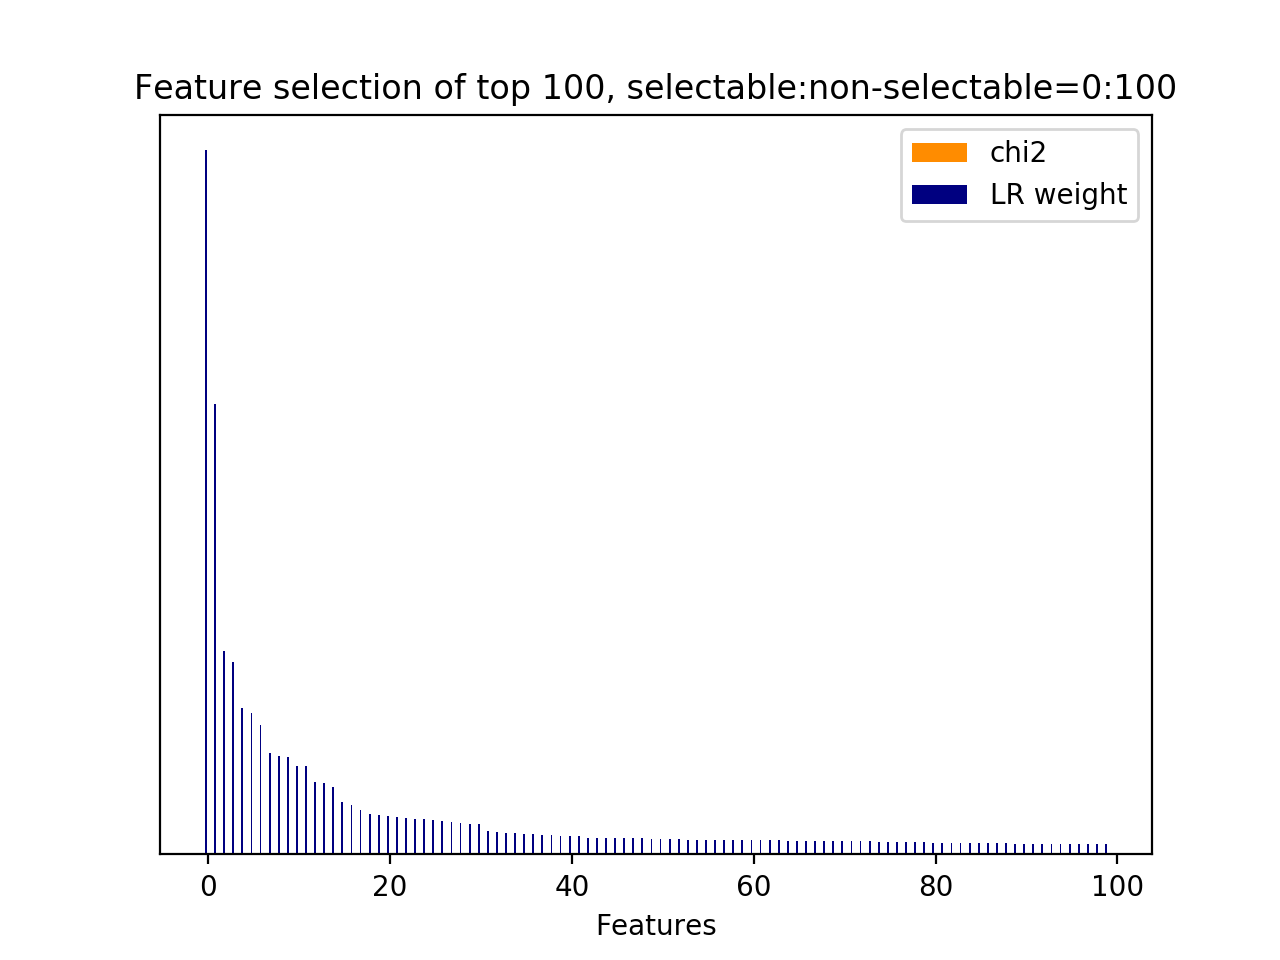 Feature selection of top 100, selectable:non-selectable=0:100
chi2
LR weight
0 20 40 60 80 100
Features